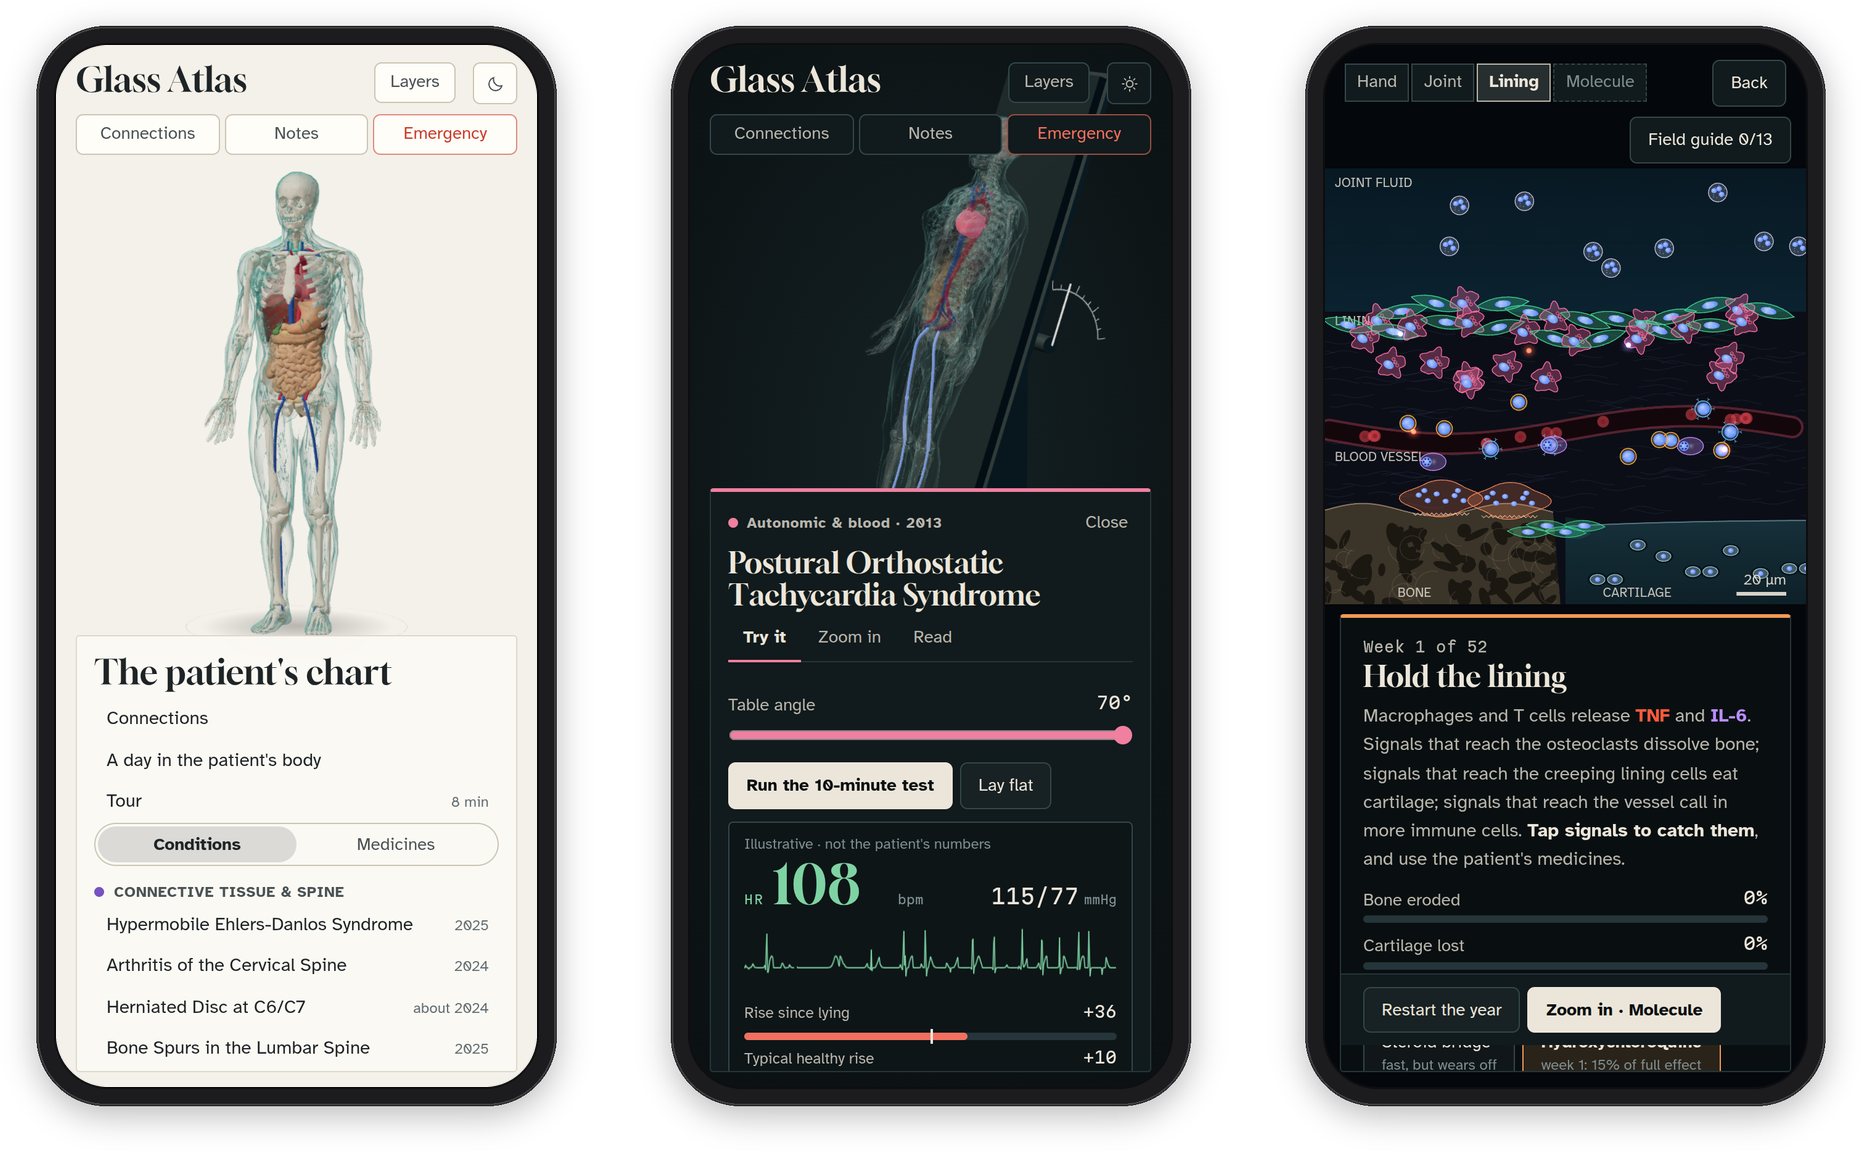 Glass Atlas
Layers
Connections
Notes
Emergency
The patient's chart
Connections
A day in the patient's body
Tour
8 min
Conditions
Medicines
CONNECTIVE TISSUE & SPINE
Hypermobile Ehlers-Danlos Syndrome
2025
Arthritis of the Cervical Spine
2024
Herniated Disc at C6/C7
about 2024
Bone Spurs in the Lumbar Spine
2025
Glass Atlas
Layers
Connections
Notes
Emergency
Autonomic & blood · 2013
Close
Postural Orthostatic
Tachycardia Syndrome
Try it
Zoom in
Read
Table angle
70°
Run the 10-minute test
Lay flat
Illustrative · not the patient's numbers
HR 108 bpm
115/77 mmHg
Rise since lying
+36
Typical healthy rise
+10
Hand
Joint
Lining
Molecule
Back
Field guide 0/13
JOINT FLUID
LINING
BLOOD VESSEL
BONE
CARTILAGE
20 µm
Week 1 of 52
Hold the lining
Macrophages and T cells release TNF and IL-6.
Signals that reach the osteoclasts dissolve bone;
signals that reach the creeping lining cells eat
cartilage; signals that reach the vessel call in
more immune cells. Tap signals to catch them,
and use the patient's medicines.
Bone eroded
0%
Cartilage lost
0%
Restart the year
Zoom in · Molecule
Steroid bridge
fast, but wears off
Hydroxychloroquine
week 1: 15% of full effect